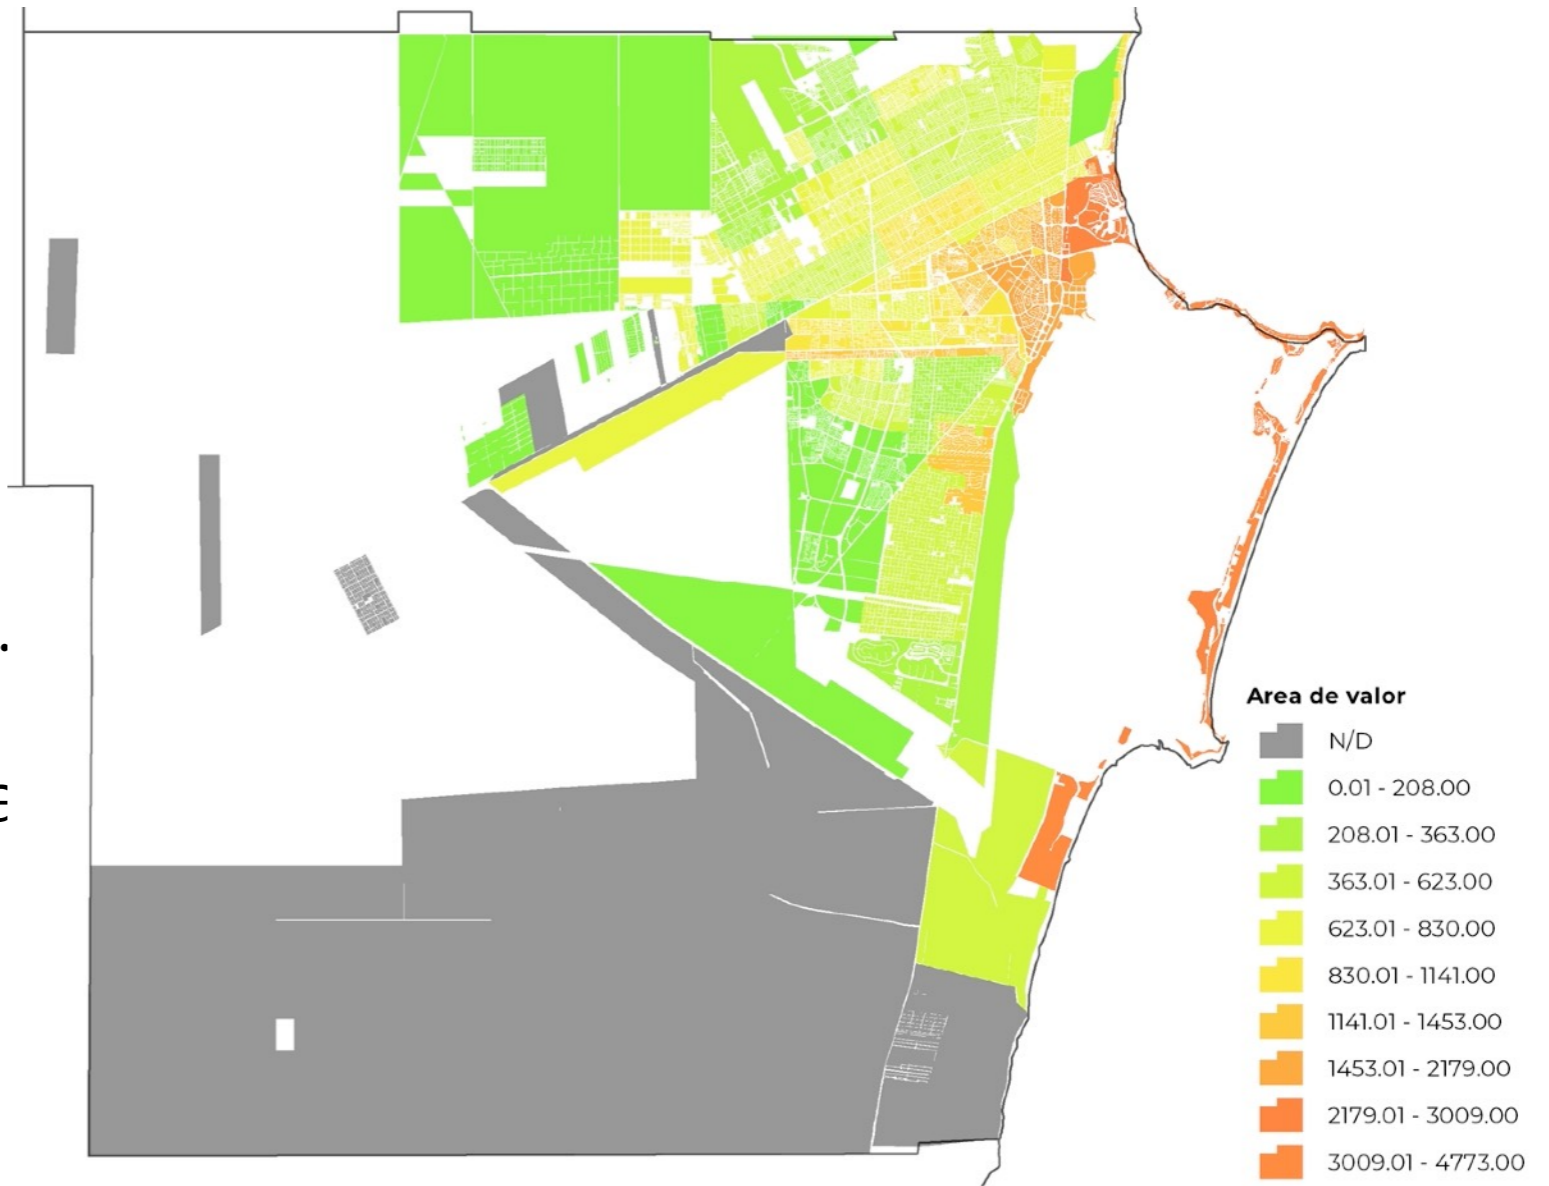 Area de valor
N/D
0.01 - 208.00
208.01 - 363.00
363.01 - 623.00
623.01 - 830.00
830.01 - 1141.00
1141.01 - 1453.00
1453.01 - 2179.00
2179.01 - 3009.00
3009.01 - 4773.00